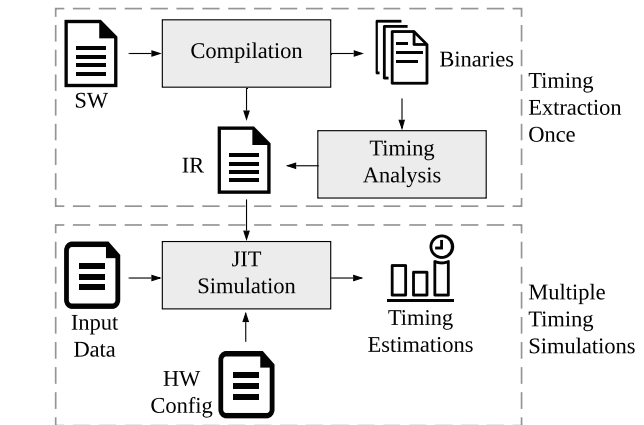 Compilation
SW
Binaries
Timing
Extraction
Once
IR
Timing
Analysis
JIT
Simulation
Input
Data
Timing
Estimations
HW
Config
Multiple
Timing
Simulations